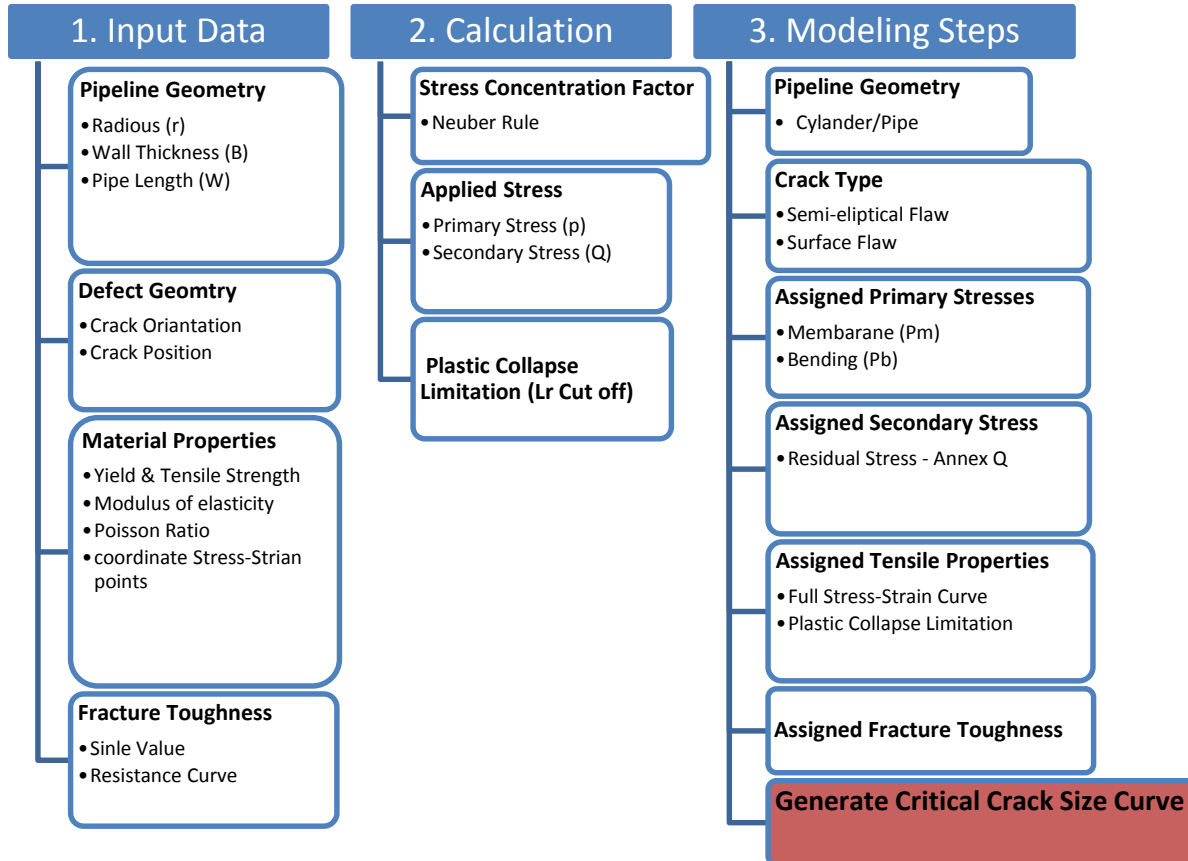 1. Input Data
Pipeline Geometry
•Radious (r)
•Wall Thickness (B)
•Pipe Length (W)
Defect Geomtry
•Crack Oriantation
•Crack Position
Material Properties
•Yield & Tensile Strength
•Modulus of elasticity
•Poisson Ratio
•coordinate Stress-Strian
points
Fracture Toughness
•Sinle Value
•Resistance Curve
2. Calculation
Stress Concentration Factor
•Neuber Rule
Applied Stress
•Primary Stress (p)
•Secondary Stress (Q)
Plastic Collapse
Limitation (Lr Cut off)
3. Modeling Steps
Pipeline Geometry
• Cylander/Pipe
Crack Type
•Semi-eliptical Flaw
•Surface Flaw
Assigned Primary Stresses
•Membarane (Pm)
•Bending (Pb)
Assigned Secondary Stress
•Residual Stress - Annex Q
Assigned Tensile Properties
•Full Stress-Strain Curve
•Plastic Collapse Limitation
Assigned Fracture Toughness
Generate Critical Crack Size Curve